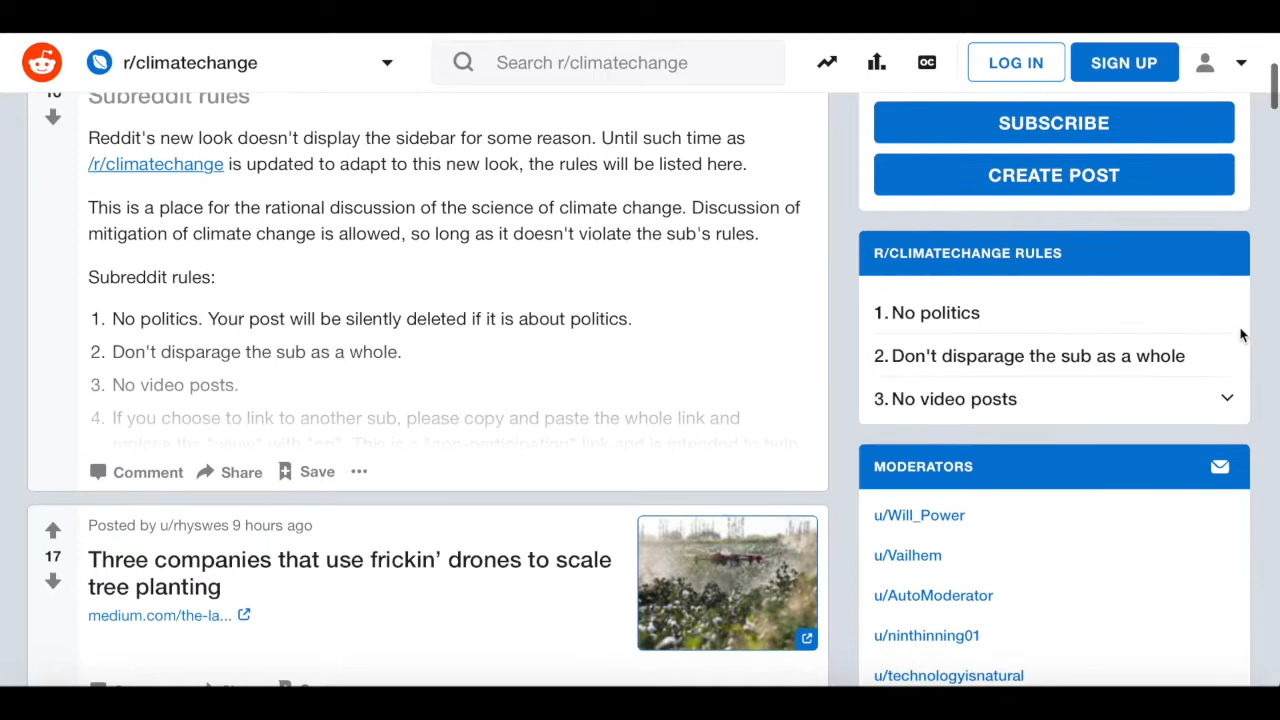 r/climatechange
Search r/climatechange
OC
LOG IN
SIGN UP
Subreddit rules
Reddit's new look doesn't display the sidebar for some reason. Until such time as
/r/climatechange is updated to adapt to this new look, the rules will be listed here.
This is a place for the rational discussion of the science of climate change. Discussion of
mitigation of climate change is allowed, so long as it doesn't violate the sub's rules.
Subreddit rules:
1. No politics. Your post will be silently deleted if it is about politics.
2. Don't disparage the sub as a whole.
3. No video posts.
4. If you choose to link to another sub, please copy and paste the whole link and
Comment
Share
Save
Posted by u/rhyswes 9 hours ago
17
Three companies that use frickin’ drones to scale
tree planting
medium.com/the-la...
SUBSCRIBE
CREATE POST
R/CLIMATECHANGE RULES
1. No politics
2. Don't disparage the sub as a whole
3. No video posts
MODERATORS
u/Will_Power
u/Vailhem
u/AutoModerator
u/ninthinning01
u/technologyisnatural